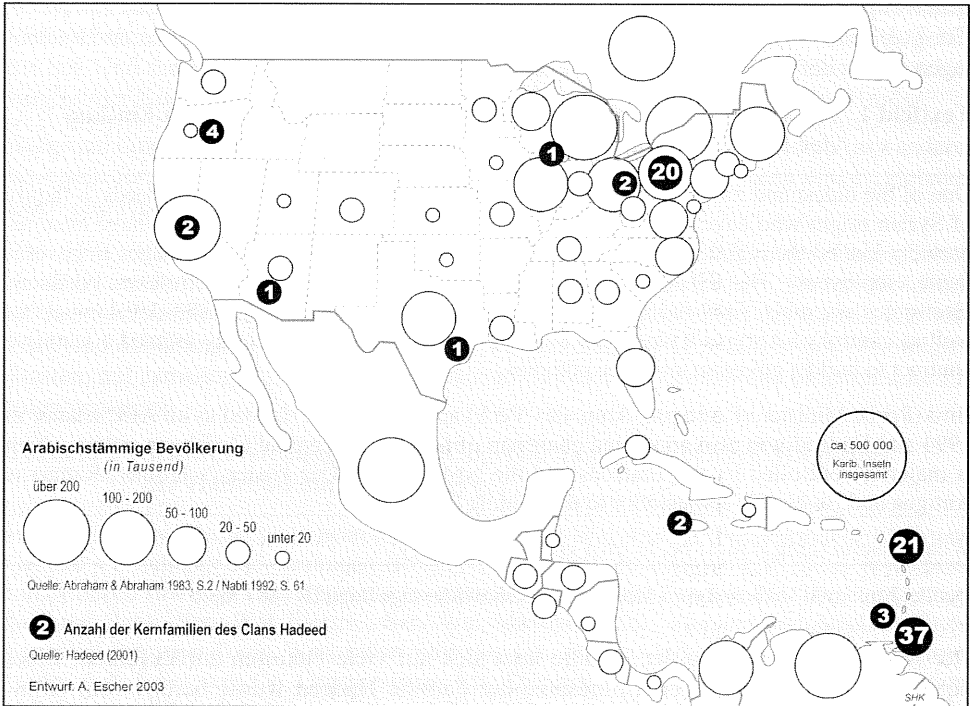 4
1
2
20
2
1
1
ca. 500 000
Karib. Inseln
insgesamt
Arabischstämmige Bevölkerung
(in Tausend)
über 200
100 - 200
50 - 100
20 - 50
unter 20
2
21
Quelle: Abraham & Abraham 1983, S.2 / Nabti 1992, S. 61
3
37
2 Anzahl der Kernfamilien des Clans Hadeed
Quelle: Hadeed (2001)
Entwurf: A. Escher 2003
SHK